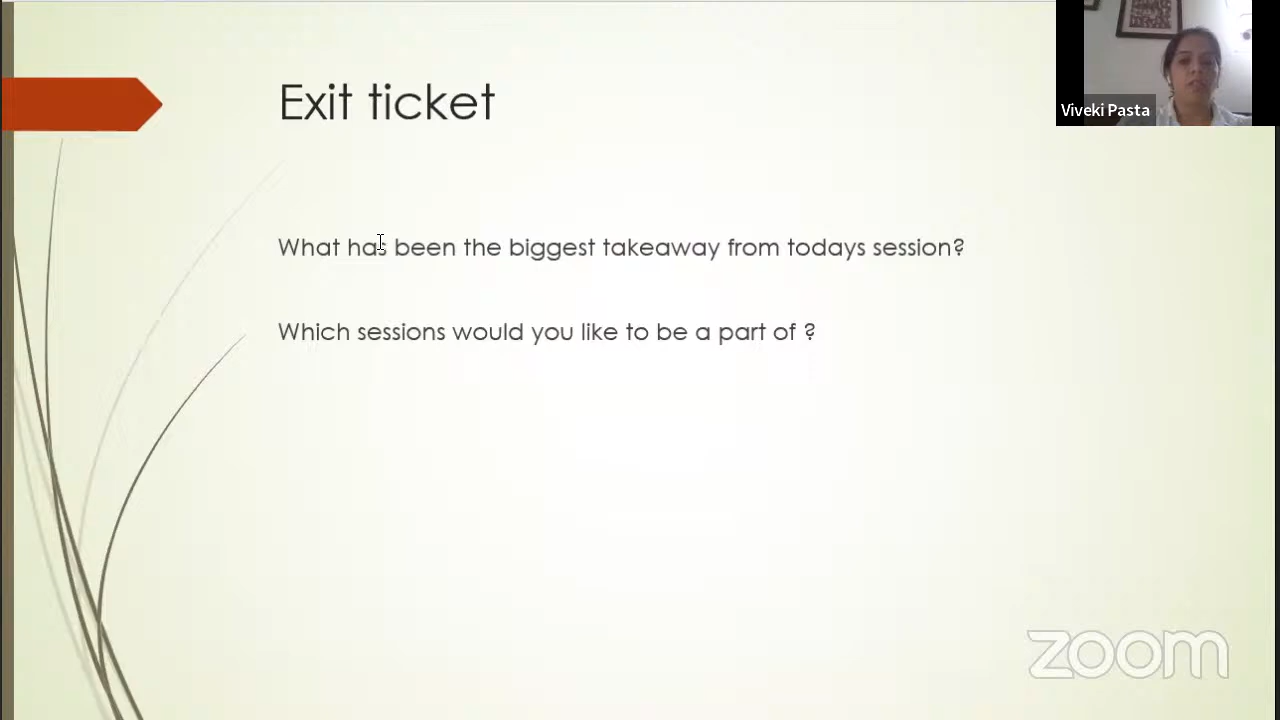 Exit ticket
Viveki Pasta
What has been the biggest takeaway from todays session?
Which sessions would you like to be a part of ?
zoom